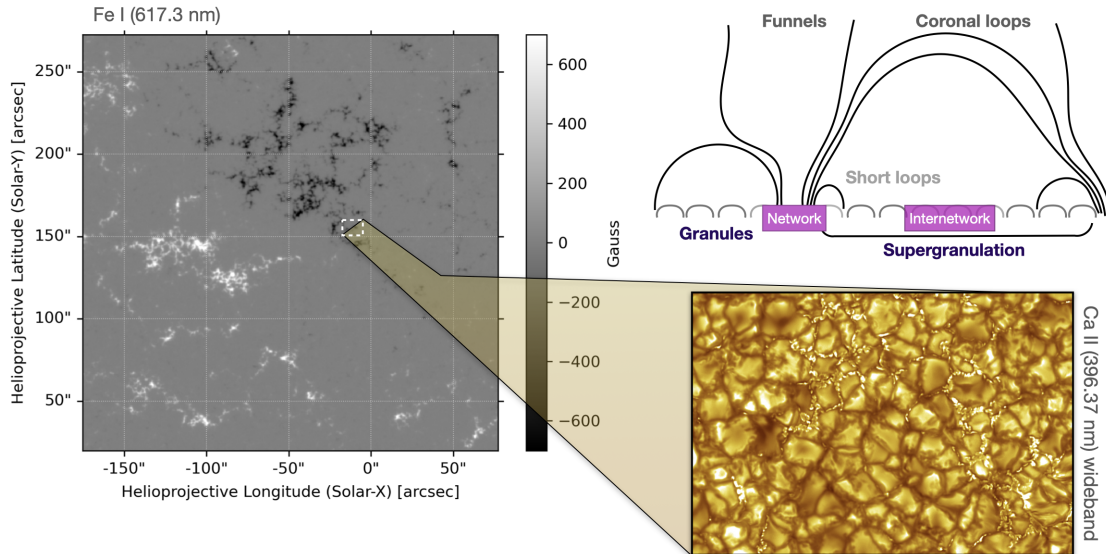 Fe I (617.3 nm)
250"
200"
150"
100"
50"
-150"
-100"
-50"
0"
50"
Helioprojective Longitude (Solar-X) [arcsec]
Helioprojective Latitude (Solar-Y) [arcsec]
600
400
200
0
−200
−400
−600
Gauss
Funnels
Coronal loops
Short loops
Network
Internetwork
Granules
Supergranulation
Ca II (396.37 nm) wideband